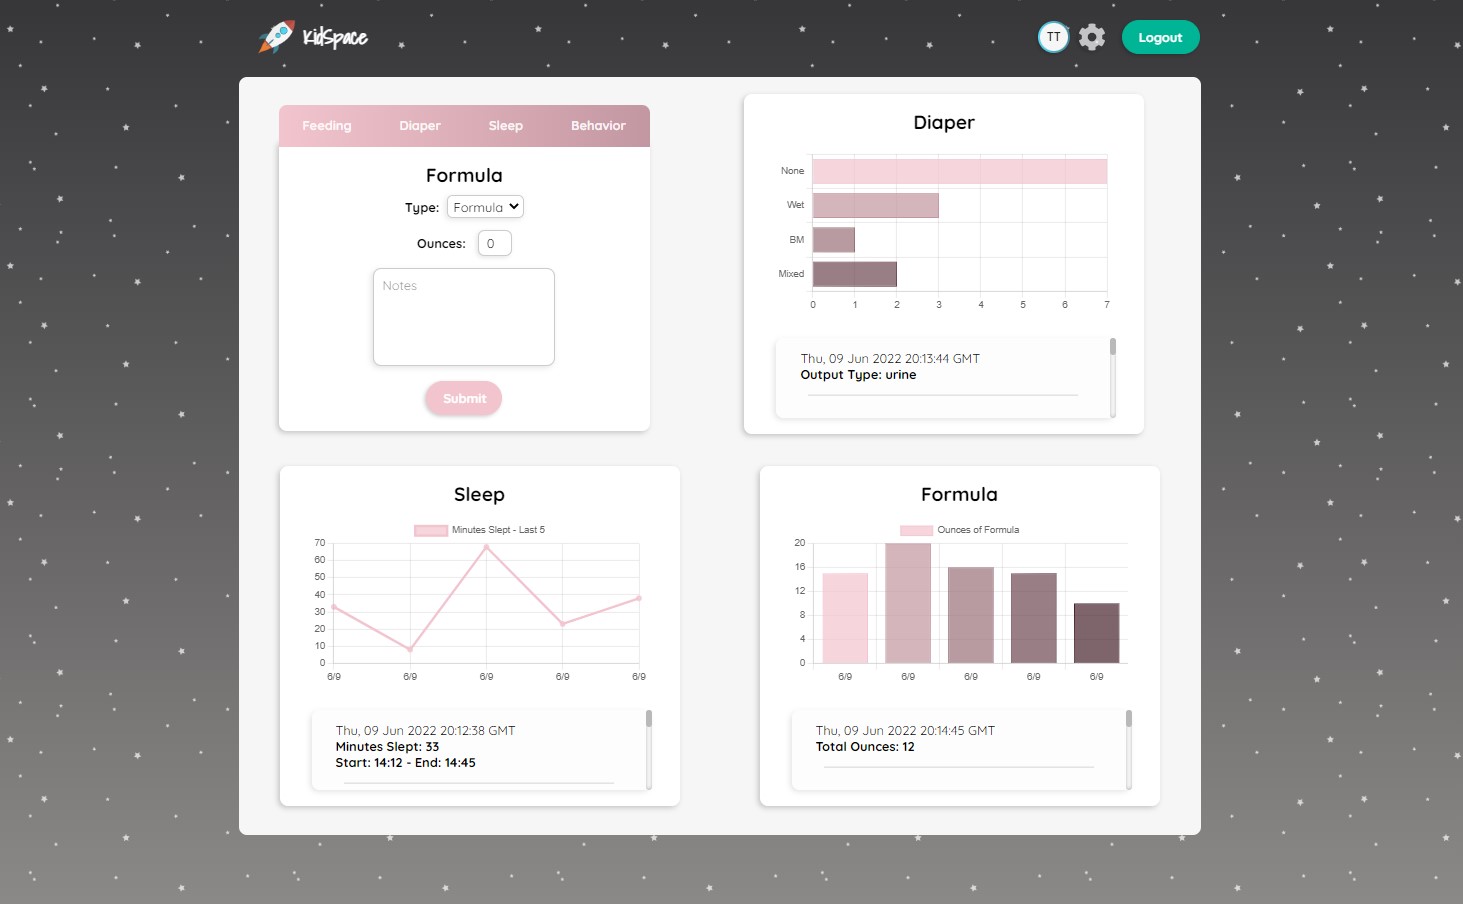 KidSpace
TT
Logout
Feeding Diaper Sleep Behavior
Formula
Type: Formula
Ounces: 0
Notes
Submit
Diaper
None
Wet
BM
Mixed
0 1 2 3 4 5 6 7
Thu, 09 Jun 2022 20:13:44 GMT
Output Type: urine
Sleep
Minutes Slept - Last 5
70
60
50
40
30
20
10
0
6/9 6/9 6/9 6/9 6/9
Thu, 09 Jun 2022 20:12:38 GMT
Minutes Slept: 33
Start: 14:12 - End: 14:45
Formula
Ounces of Formula
20
16
12
8
4
0
6/9 6/9 6/9 6/9 6/9
Thu, 09 Jun 2022 20:14:45 GMT
Total Ounces: 12